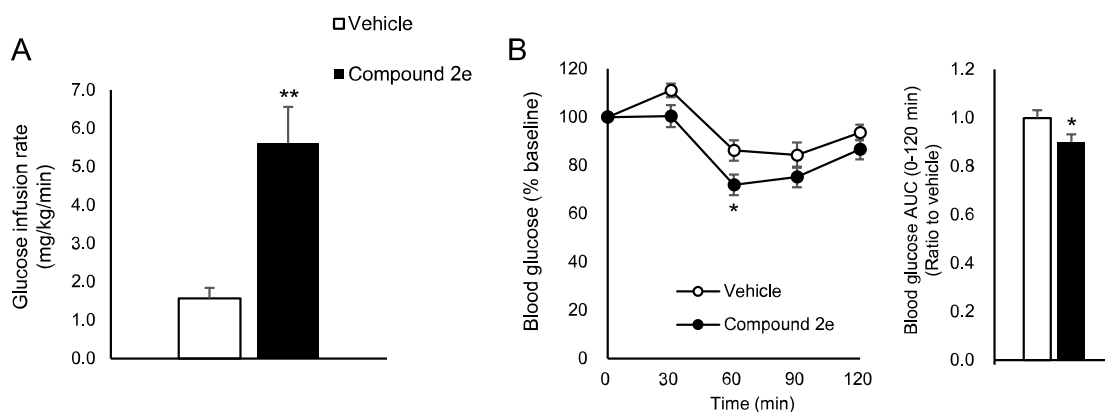 Vehicle
Compound 2e
A
Glucose infusion rate
(mg/kg/min)
7.0
6.0
5.0
4.0
3.0
2.0
1.0
0.0
**
B
Blood glucose (% baseline)
120
100
80
60
40
20
0
*
Vehicle
Compound 2e
0 30 60 90 120
Time (min)
Blood glucose AUC (0-120 min)
(Ratio to vehicle)
1.2
1.0
0.8
0.6
0.4
0.2
0.0
*